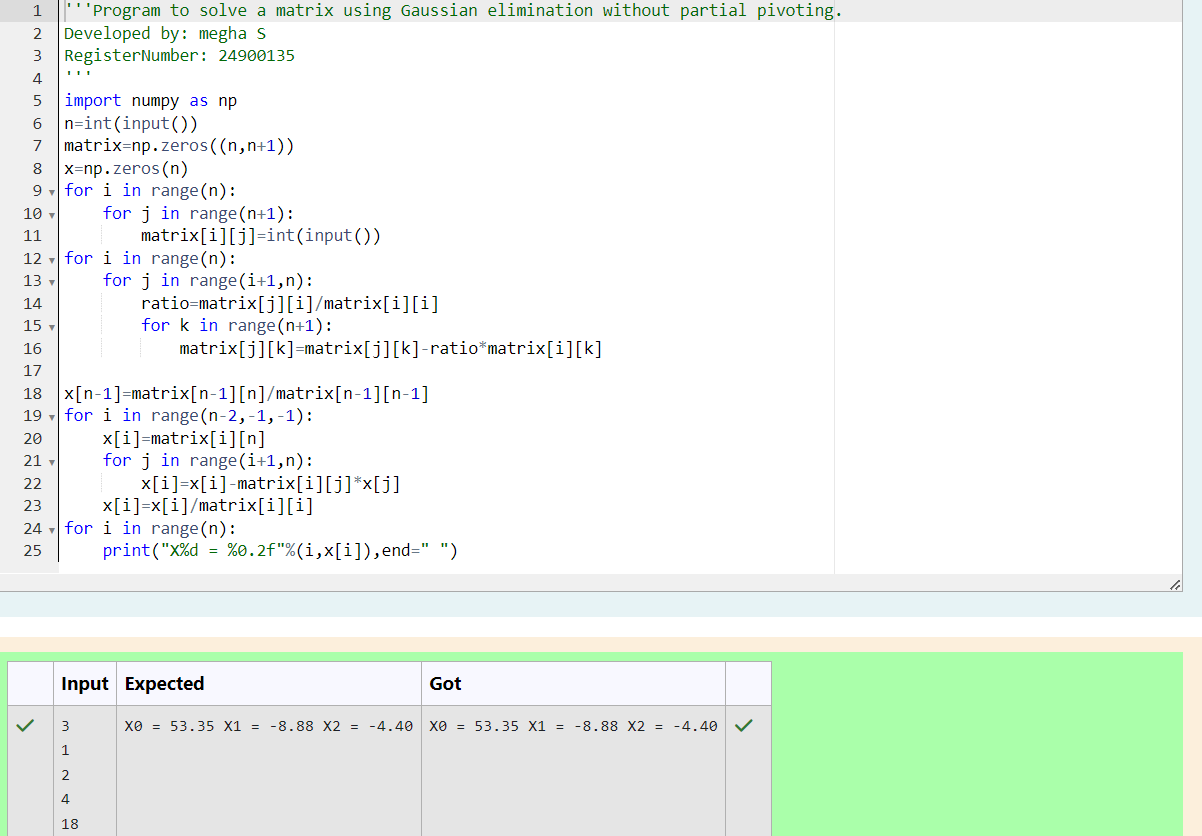 1 '''Program to solve a matrix using Gaussian elimination without partial pivoting.
2 Developed by: megha S
3 RegisterNumber: 24900135
4 '''
5 import numpy as np
6 n=int(input())
7 matrix=np.zeros((n,n+1))
8 x=np.zeros(n)
9 for i in range(n):
10     for j in range(n+1):
11         matrix[i][j]=int(input())
12 for i in range(n):
13     for j in range(i+1,n):
14         ratio=matrix[j][i]/matrix[i][i]
15         for k in range(n+1):
16             matrix[j][k]=matrix[j][k]-ratio*matrix[i][k]
17
18 x[n-1]=matrix[n-1][n]/matrix[n-1][n-1]
19 for i in range(n-2,-1,-1):
20     x[i]=matrix[i][n]
21     for j in range(i+1,n):
22         x[i]=x[i]-matrix[i][j]*x[j]
23     x[i]=x[i]/matrix[i][i]
24 for i in range(n):
25     print("X%d = %0.2f"%(i,x[i]),end=" ")
Input Expected Got
3 X0 = 53.35 X1 = -8.88 X2 = -4.40 X0 = 53.35 X1 = -8.88 X2 = -4.40
1
2
4
18